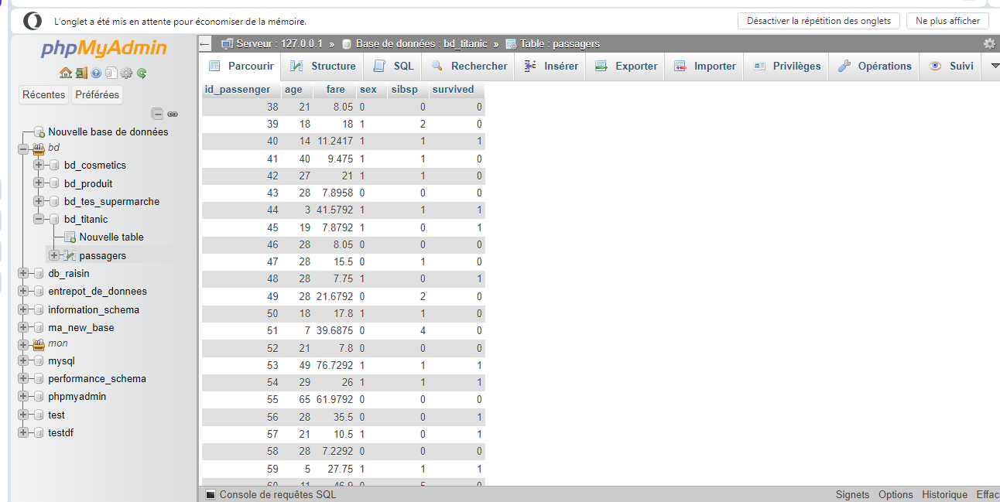 L'onglet a été mis en attente pour économiser de la mémoire.
Désactiver la répétition des onglets
Ne plus afficher
phpMyAdmin
Récentes Préférées
Nouvelle base de données
bd
bd_cosmetics
bd_produit
bd_tes_supermarche
bd_titanic
Nouvelle table
passagers
db_raisin
entrepot_de_donnees
information_schema
ma_new_base
mon
mysql
performance_schema
phpmyadmin
test
testdf
Serveur : 127.0.0.1 » Base de données : bd_titanic » Table : passagers
Parcourir Structure SQL Rechercher Insérer Exporter Importer Privilèges Opérations Suivi
id_passenger age fare sex sibsp survived
38 21 8.05 0 0 0
39 18 18 1 2 0
40 14 11.2417 1 1 1
41 40 9.475 1 1 0
42 27 21 1 1 0
43 28 7.8958 0 0 0
44 3 41.5792 1 1 1
45 19 7.8792 1 0 1
46 28 8.05 0 0 0
47 28 15.5 0 1 0
48 28 7.75 1 0 1
49 28 21.6792 0 2 0
50 18 17.8 1 1 0
51 7 39.6875 0 4 0
52 21 7.8 0 0 0
53 49 76.7292 1 1 1
54 29 26 1 1 1
55 65 61.9792 0 0 0
56 28 35.5 0 0 1
57 21 10.5 1 0 1
58 28 7.2292 0 0 0
59 5 27.75 1 1 1
60 11 46.9 0 5 0
Console de requêtes SQL
Signets Options Historique Effac